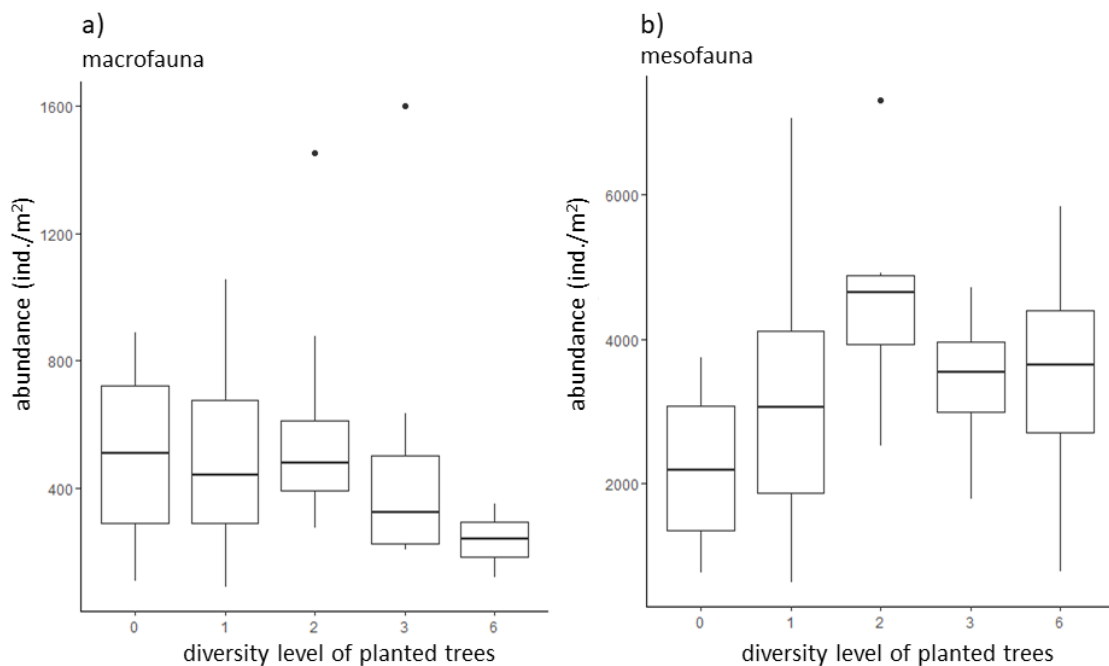 a)
macrofauna
1600
1200
800
400
abundance (ind./m²)
0 1 2 3 6
diversity level of planted trees
b)
mesofauna
6000
4000
2000
abundance (ind./m²)
0 1 2 3 6
diversity level of planted trees